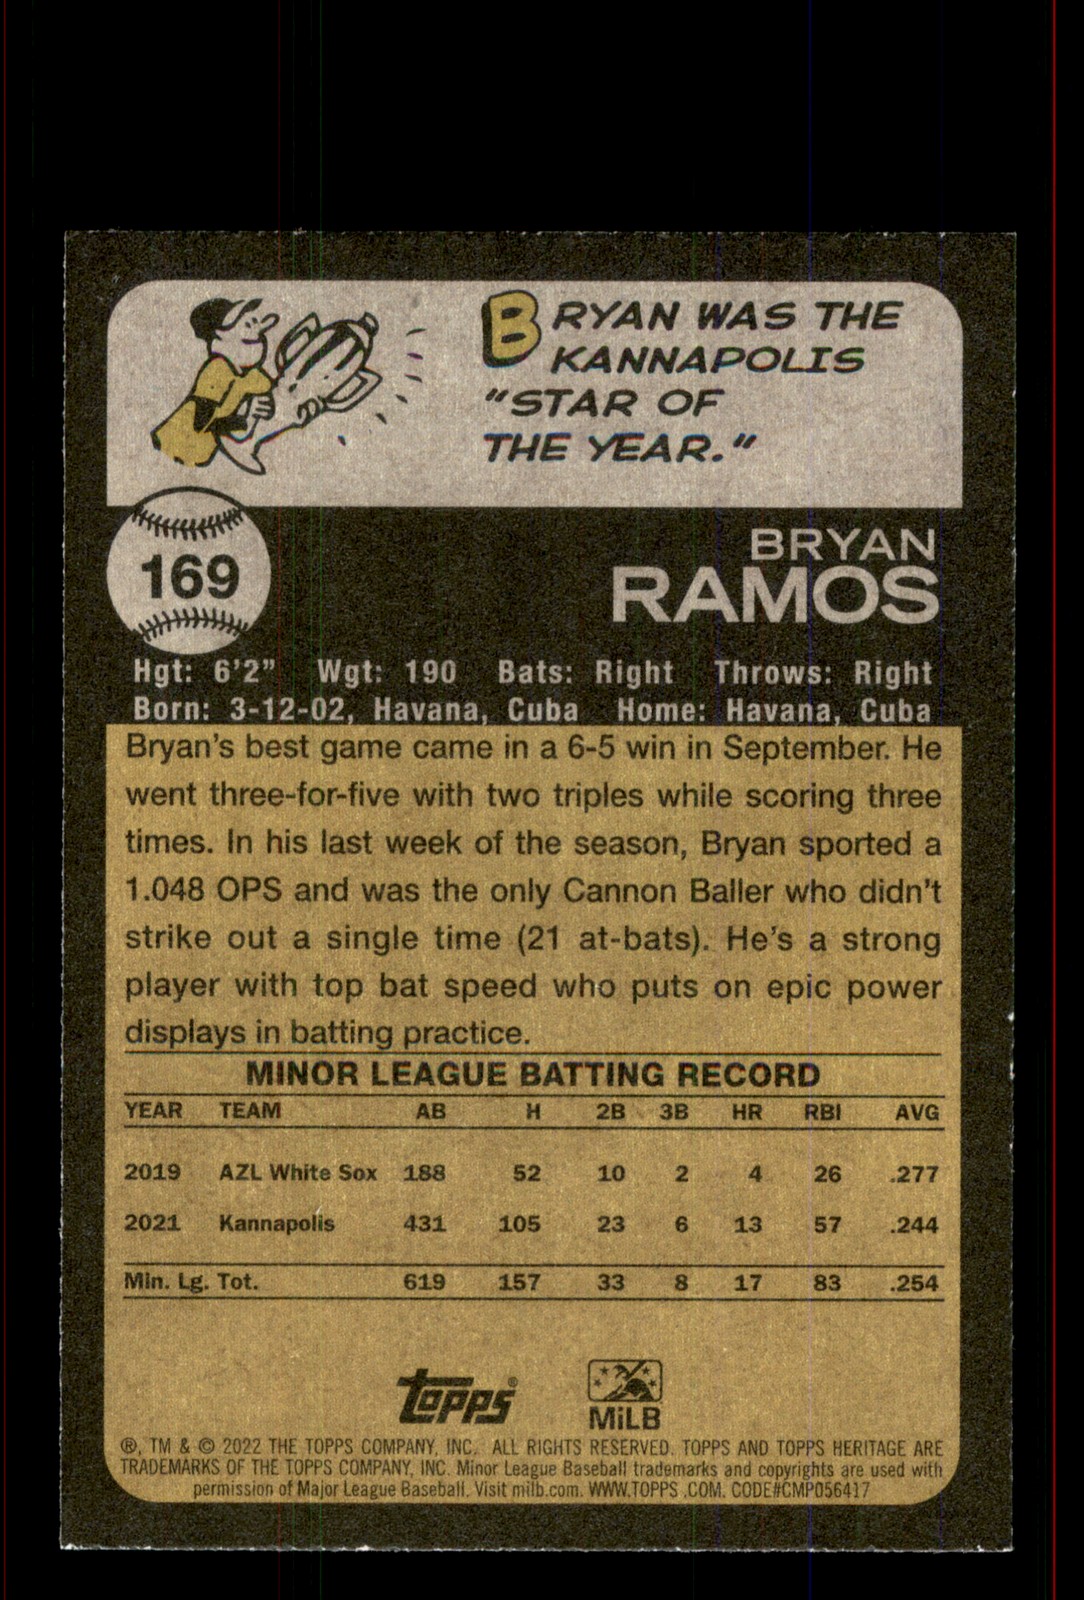 BRYAN WAS THE
KANNAPOLIS
"STAR OF
THE YEAR."
169
BRYAN
RAMOS
Hgt: 6'2" Wgt: 190 Bats: Right Throws: Right
Born: 3-12-02, Havana, Cuba Home: Havana, Cuba
Bryan's best game came in a 6-5 win in September. He
went three-for-five with two triples while scoring three
times. In his last week of the season, Bryan sported a
1.048 OPS and was the only Cannon Baller who didn't
strike out a single time (21 at-bats). He's a strong
player with top bat speed who puts on epic power
displays in batting practice.
MINOR LEAGUE BATTING RECORD
YEAR TEAM AB H 2B 3B HR RBI AVG
2019 AZL White Sox 188 52 10 2 4 26 .277
2021 Kannapolis 431 105 23 6 13 57 .244
Min. Lg. Tot. 619 157 33 8 17 83 .254
topps®
MiLB
®, TM & © 2022 THE TOPPS COMPANY, INC. ALL RIGHTS RESERVED. TOPPS AND TOPPS HERITAGE ARE
TRADEMARKS OF THE TOPPS COMPANY, INC. Minor League Baseball trademarks and copyrights are used with
permission of Major League Baseball. Visit milb.com. WWW.TOPPS.COM. CODE#CMP056417